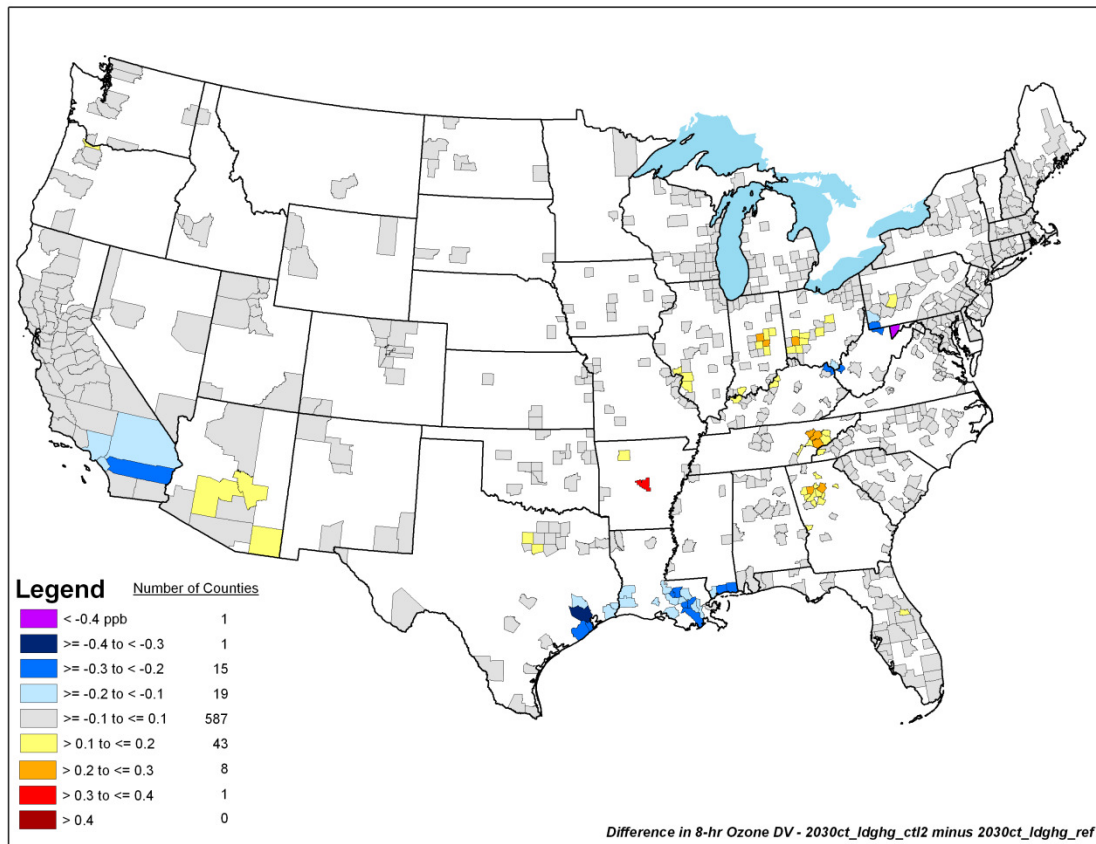 Legend Number of Counties
< -0.4 ppb 1
>= -0.4 to < -0.3 1
>= -0.3 to < -0.2 15
>= -0.2 to < -0.1 19
>= -0.1 to <= 0.1 587
> 0.1 to <= 0.2 43
> 0.2 to <= 0.3 8
> 0.3 to <= 0.4 1
> 0.4 0
Difference in 8-hr Ozone DV - 2030ct_ldghg_ctl2 minus 2030ct_ldghg_ref